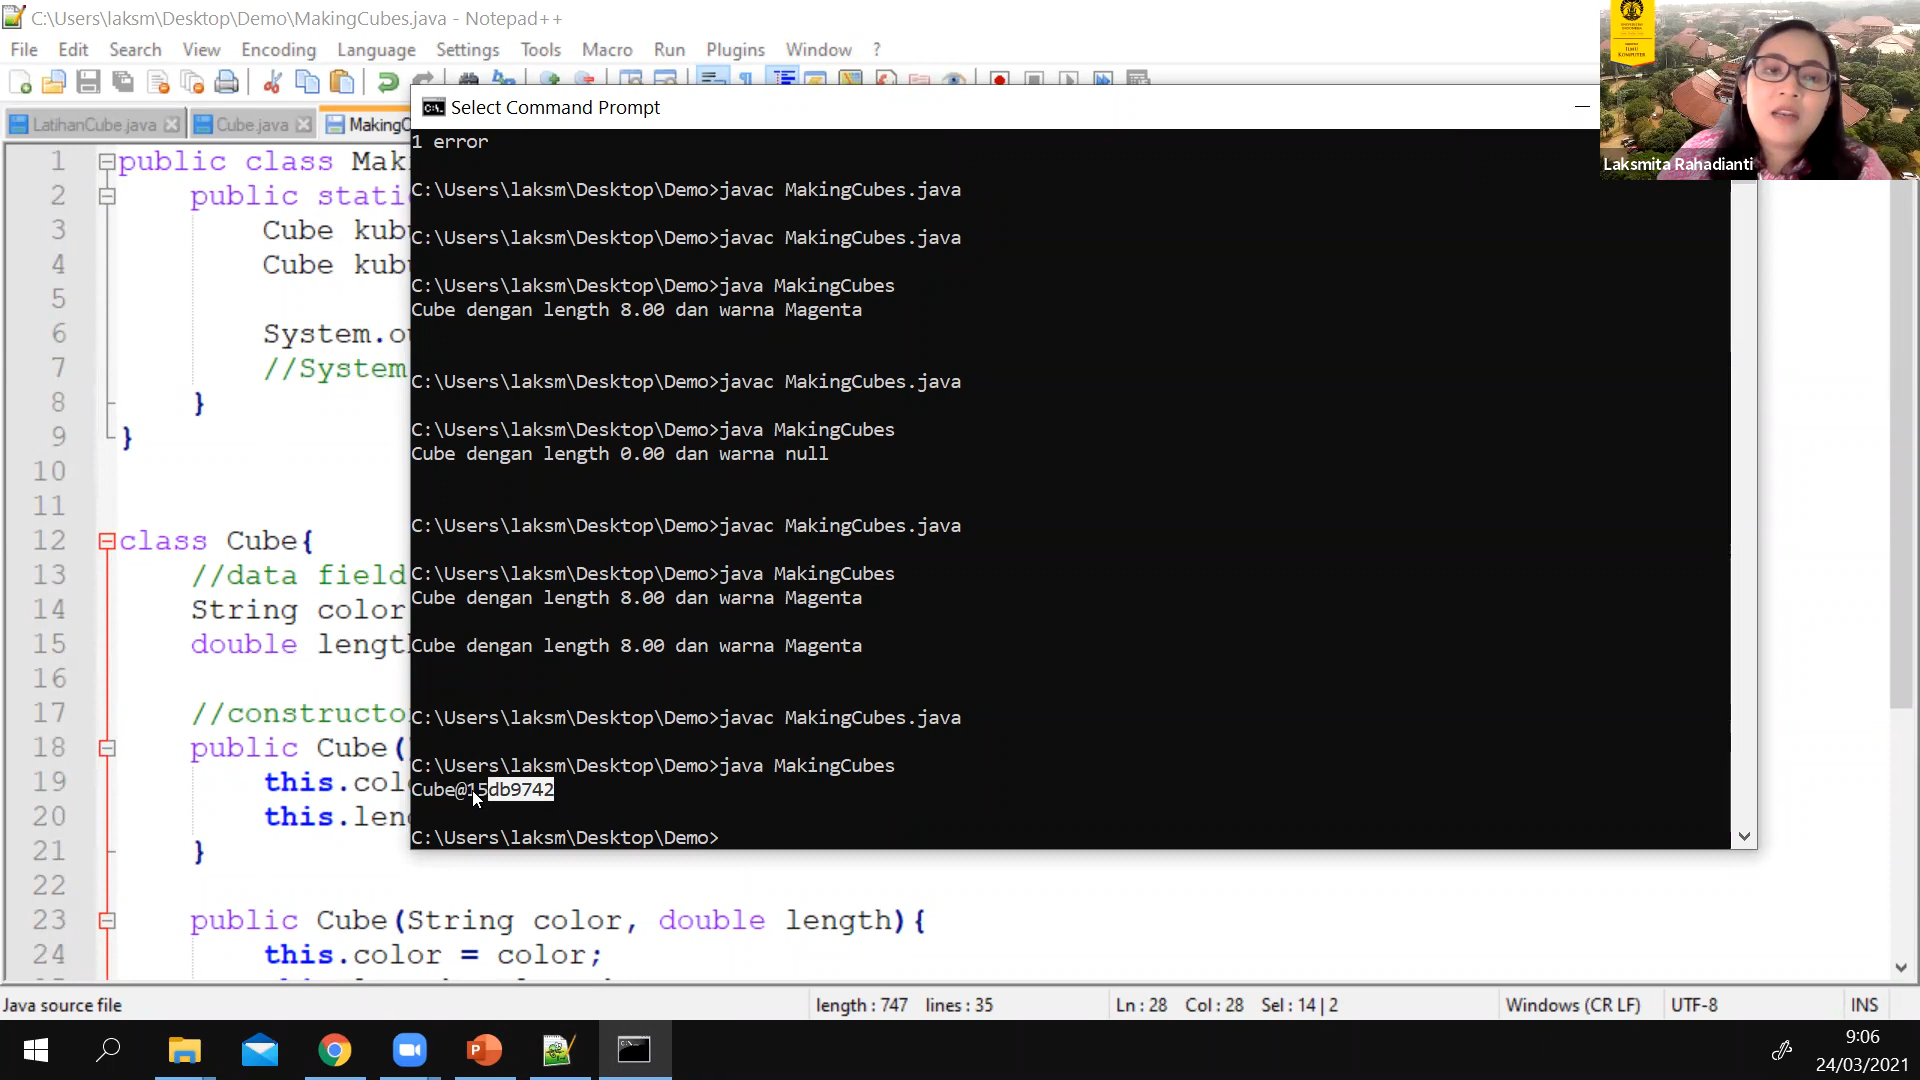 C:\Users\laksm\Desktop\Demo\MakingCubes.java - Notepad++
File Edit Search View Encoding Language Settings Tools Macro Run Plugins Window ?
LatihanCube.java Cube.java MakingC
Select Command Prompt
Laksmita Rahadianti
1 public class Mak
2 public stati
3 Cube kub
4 Cube kub
5
6 System.o
7 //System
8 }
9 }
10
11
12 class Cube{
13 //data field
14 String color
15 double lengt
16
17 //constructo
18 public Cube(
19 this.col
20 this.len
21 }
22
23 public Cube(String color, double length){
24 this.color = color;
1 error
C:\Users\laksm\Desktop\Demo>javac MakingCubes.java
C:\Users\laksm\Desktop\Demo>javac MakingCubes.java
C:\Users\laksm\Desktop\Demo>java MakingCubes
Cube dengan length 8.00 dan warna Magenta
C:\Users\laksm\Desktop\Demo>javac MakingCubes.java
C:\Users\laksm\Desktop\Demo>java MakingCubes
Cube dengan length 0.00 dan warna null
C:\Users\laksm\Desktop\Demo>javac MakingCubes.java
C:\Users\laksm\Desktop\Demo>java MakingCubes
Cube dengan length 8.00 dan warna Magenta
Cube dengan length 8.00 dan warna Magenta
C:\Users\laksm\Desktop\Demo>javac MakingCubes.java
C:\Users\laksm\Desktop\Demo>java MakingCubes
Cube@15db9742
C:\Users\laksm\Desktop\Demo>
Java source file length : 747 lines : 35 Ln : 28 Col : 28 Sel : 14 | 2 Windows (CR LF) UTF-8 INS
9:06
24/03/2021